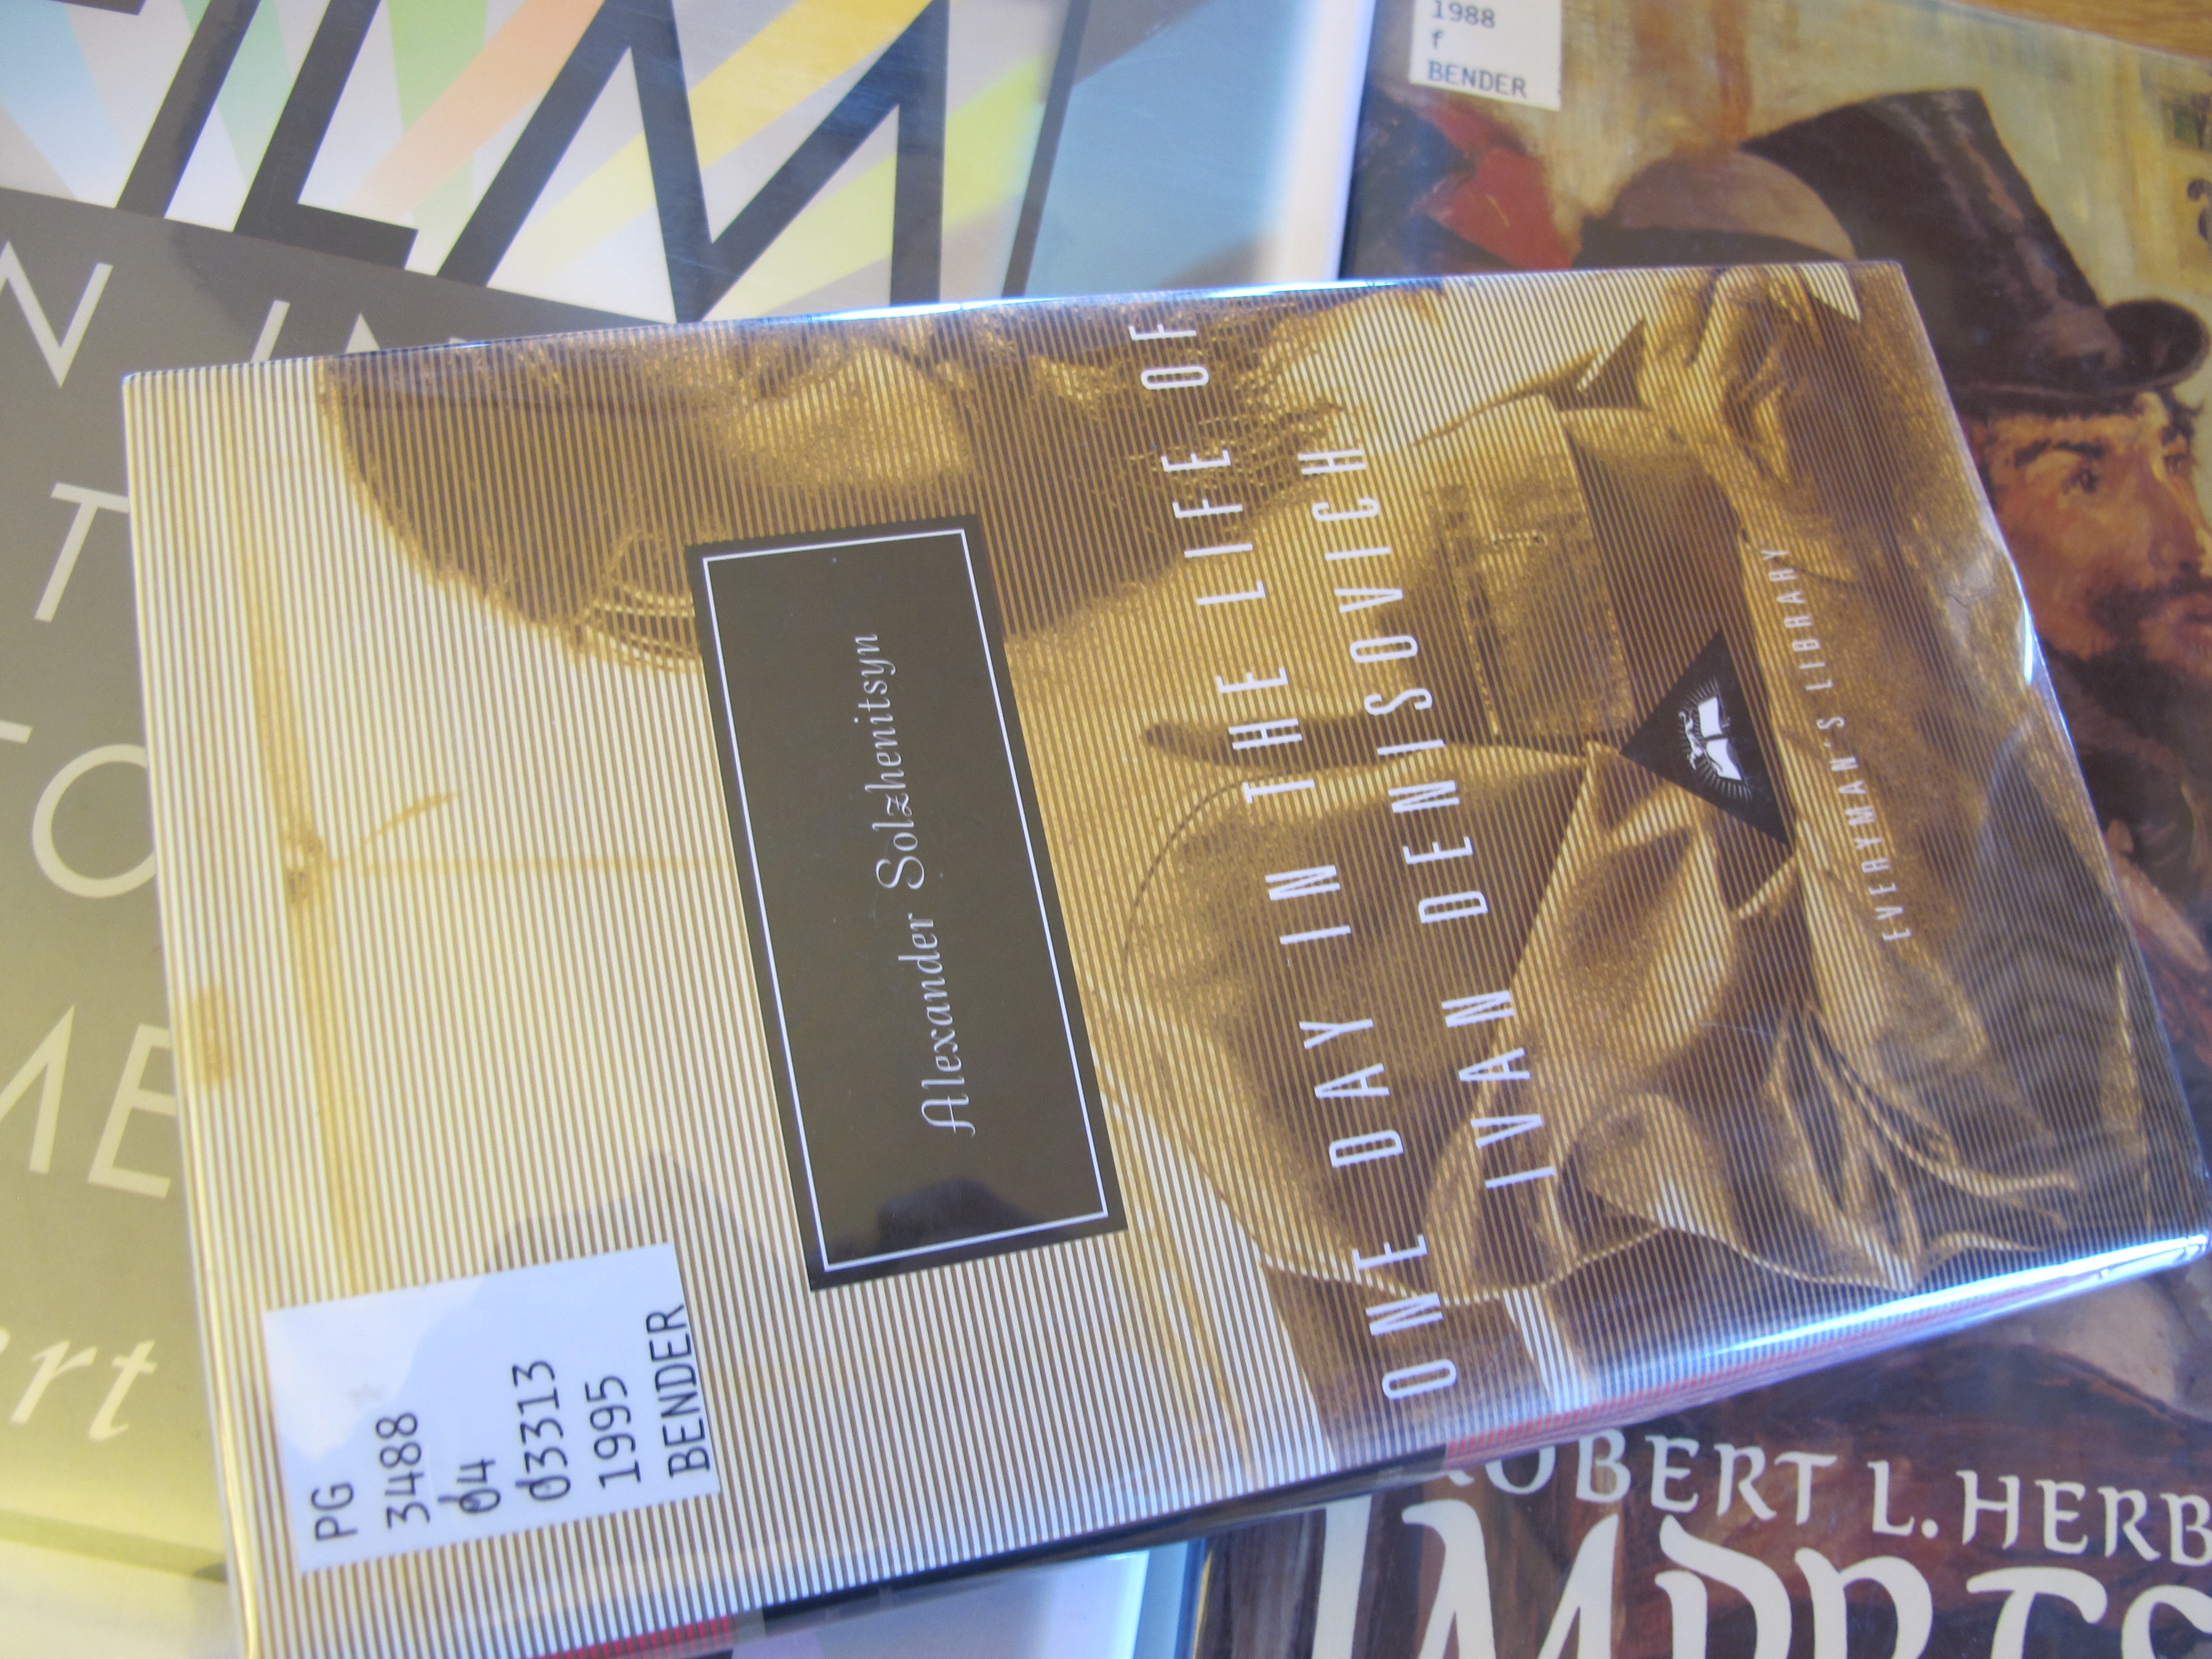 PG
3488
04
03313
1995
BENDER
Alexander Solzhenitsyn
ONE DAY IN THE LIFE OF
IVAN DENISOVICH
EVERYMAN'S LIBRARY
1988
f
BENDER
ROBERT L. HERB